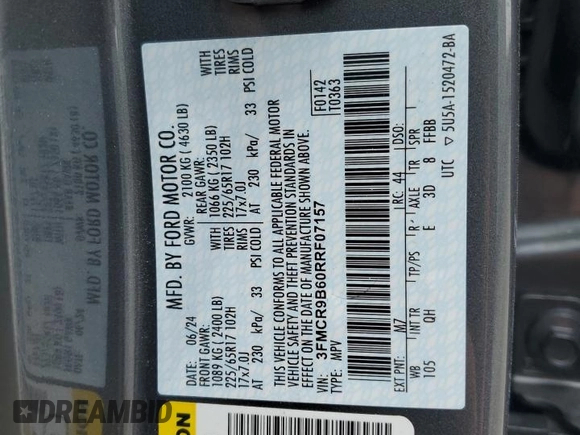 MFD. BY FORD MOTOR CO.
DATE: 06/24
GVWR: 2100 KG ( 4630 LB)
FRONT GAWR: REAR GAWR:
1089 KG ( 2400 LB) 1066 KG ( 2350 LB) WITH
225/65R17 102H 225/65R17 102H TIRES
17x7.0J 17x7.0J RIMS
AT 230 kPa/ 33 PSI COLD AT 230 kPa/ 33 PSI COLD
WITH
TIRES
RIMS
THIS VEHICLE CONFORMS TO ALL APPLICABLE FEDERAL MOTOR
VEHICLE SAFETY AND THEFT PREVENTION STANDARDS IN
EFFECT ON THE DATE OF MANUFACTURE SHOWN ABOVE.
3FMCR9B60RRF07157
TYPE: MPV
F0142
T0363
EXT PNT: M7 RC: 44 DSO:
WB INT TR TP/PS R AXLE TR SPR
105 QH E 3D 8 FFBB
UTC ▽ 5U5A-1520472-BA
DREAMBID